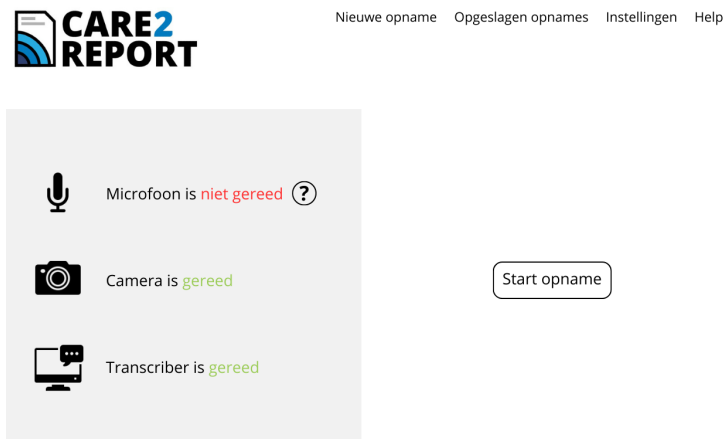 CARE2
REPORT
Nieuwe opname Opgeslagen opnames Instellingen Help
Microfoon is niet gereed ?
Camera is gereed
Start opname
Transcriber is gereed